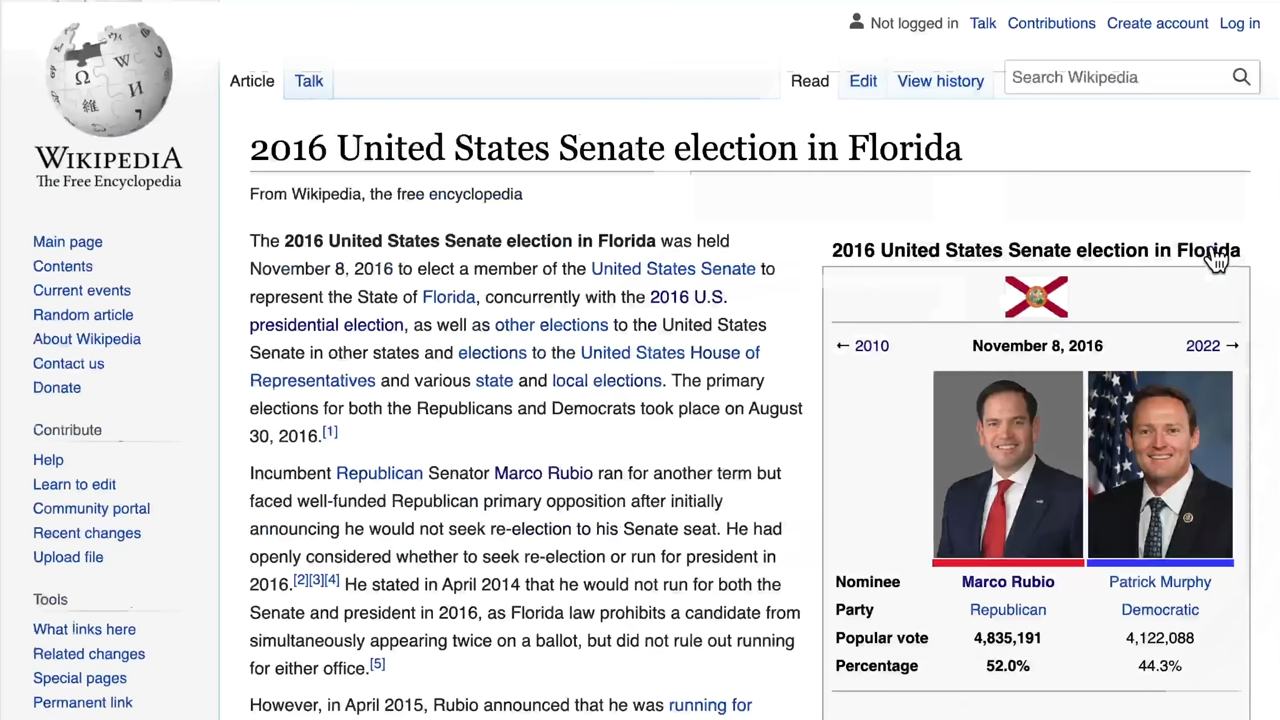 Not logged in Talk Contributions Create account Log in
Article Talk Read Edit View history Search Wikipedia
WIKIPEDIA
The Free Encyclopedia
Main page
Contents
Current events
Random article
About Wikipedia
Contact us
Donate
Contribute
Help
Learn to edit
Community portal
Recent changes
Upload file
Tools
What links here
Related changes
Special pages
Permanent link
2016 United States Senate election in Florida
From Wikipedia, the free encyclopedia
The 2016 United States Senate election in Florida was held
November 8, 2016 to elect a member of the United States Senate to
represent the State of Florida, concurrently with the 2016 U.S.
presidential election, as well as other elections to the United States
Senate in other states and elections to the United States House of
Representatives and various state and local elections. The primary
elections for both the Republicans and Democrats took place on August
30, 2016.[1]
Incumbent Republican Senator Marco Rubio ran for another term but
faced well-funded Republican primary opposition after initially
announcing he would not seek re-election to his Senate seat. He had
openly considered whether to seek re-election or run for president in
2016.[2][3][4] He stated in April 2014 that he would not run for both the
Senate and president in 2016, as Florida law prohibits a candidate from
simultaneously appearing twice on a ballot, but did not rule out running
for either office.[5]
However, in April 2015, Rubio announced that he was running for
2016 United States Senate election in Florida
← 2010 November 8, 2016 2022 →
Nominee Marco Rubio Patrick Murphy
Party Republican Democratic
Popular vote 4,835,191 4,122,088
Percentage 52.0% 44.3%